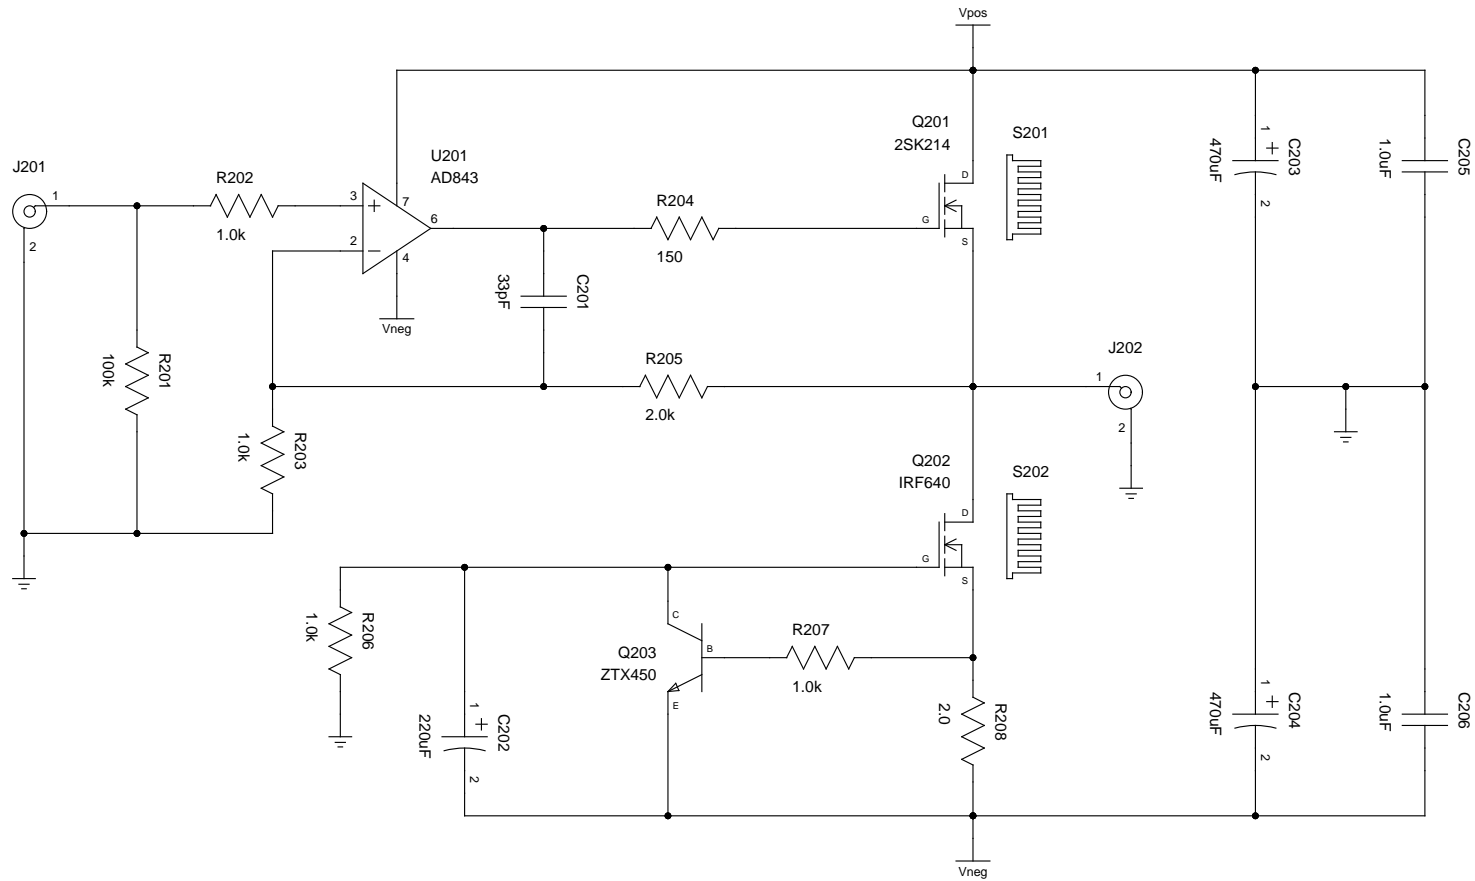 Vpos
J201
1
2
R202
1.0k
R201
100k
U201
AD843
3
+
2
−
7
4
6
Vneg
R203
1.0k
C201
33pF
R204
150
R205
2.0k
Q201
2SK214
D
G
S
S201
J202
1
2
Q202
IRF640
D
G
S
S202
R206
1.0k
C202
220uF
1
+
2
Q203
ZTX450
C
B
E
R207
1.0k
R208
2.0
Vneg
C203
470uF
1
+
2
C205
1.0uF
C204
470uF
1
+
2
C206
1.0uF